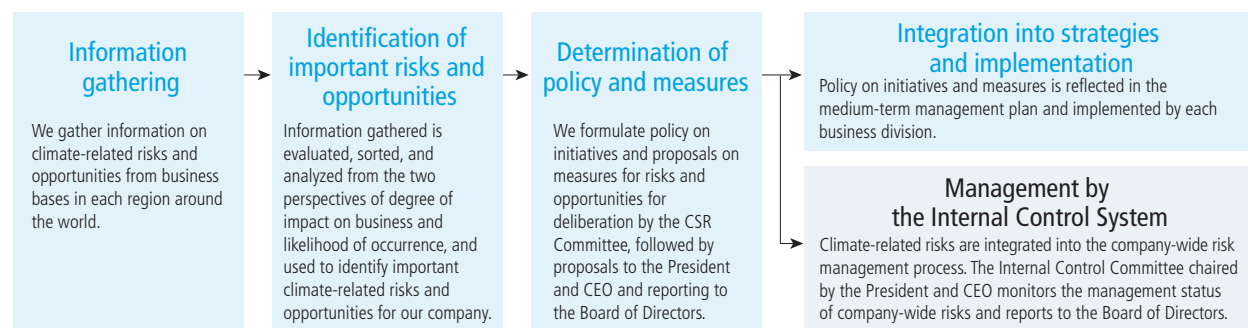 Information
gathering
We gather information on
climate-related risks and
opportunities from business
bases in each region around
the world.
Identification of
important risks and
opportunities
Information gathered is
evaluated, sorted, and
analyzed from the two
perspectives of degree of
impact on business and
likelihood of occurrence, and
used to identify important
climate-related risks and
opportunities for our company.
Determination of
policy and measures
We formulate policy on
initiatives and proposals on
measures for risks and
opportunities for
deliberation by the CSR
Committee, followed by
proposals to the President
and CEO and reporting to
the Board of Directors.
Integration into strategies
and implementation
Policy on initiatives and measures is reflected in the
medium-term management plan and implemented by each
business division.
Management by
the Internal Control System
Climate-related risks are integrated into the company-wide risk
management process. The Internal Control Committee chaired
by the President and CEO monitors the management status
of company-wide risks and reports to the Board of Directors.